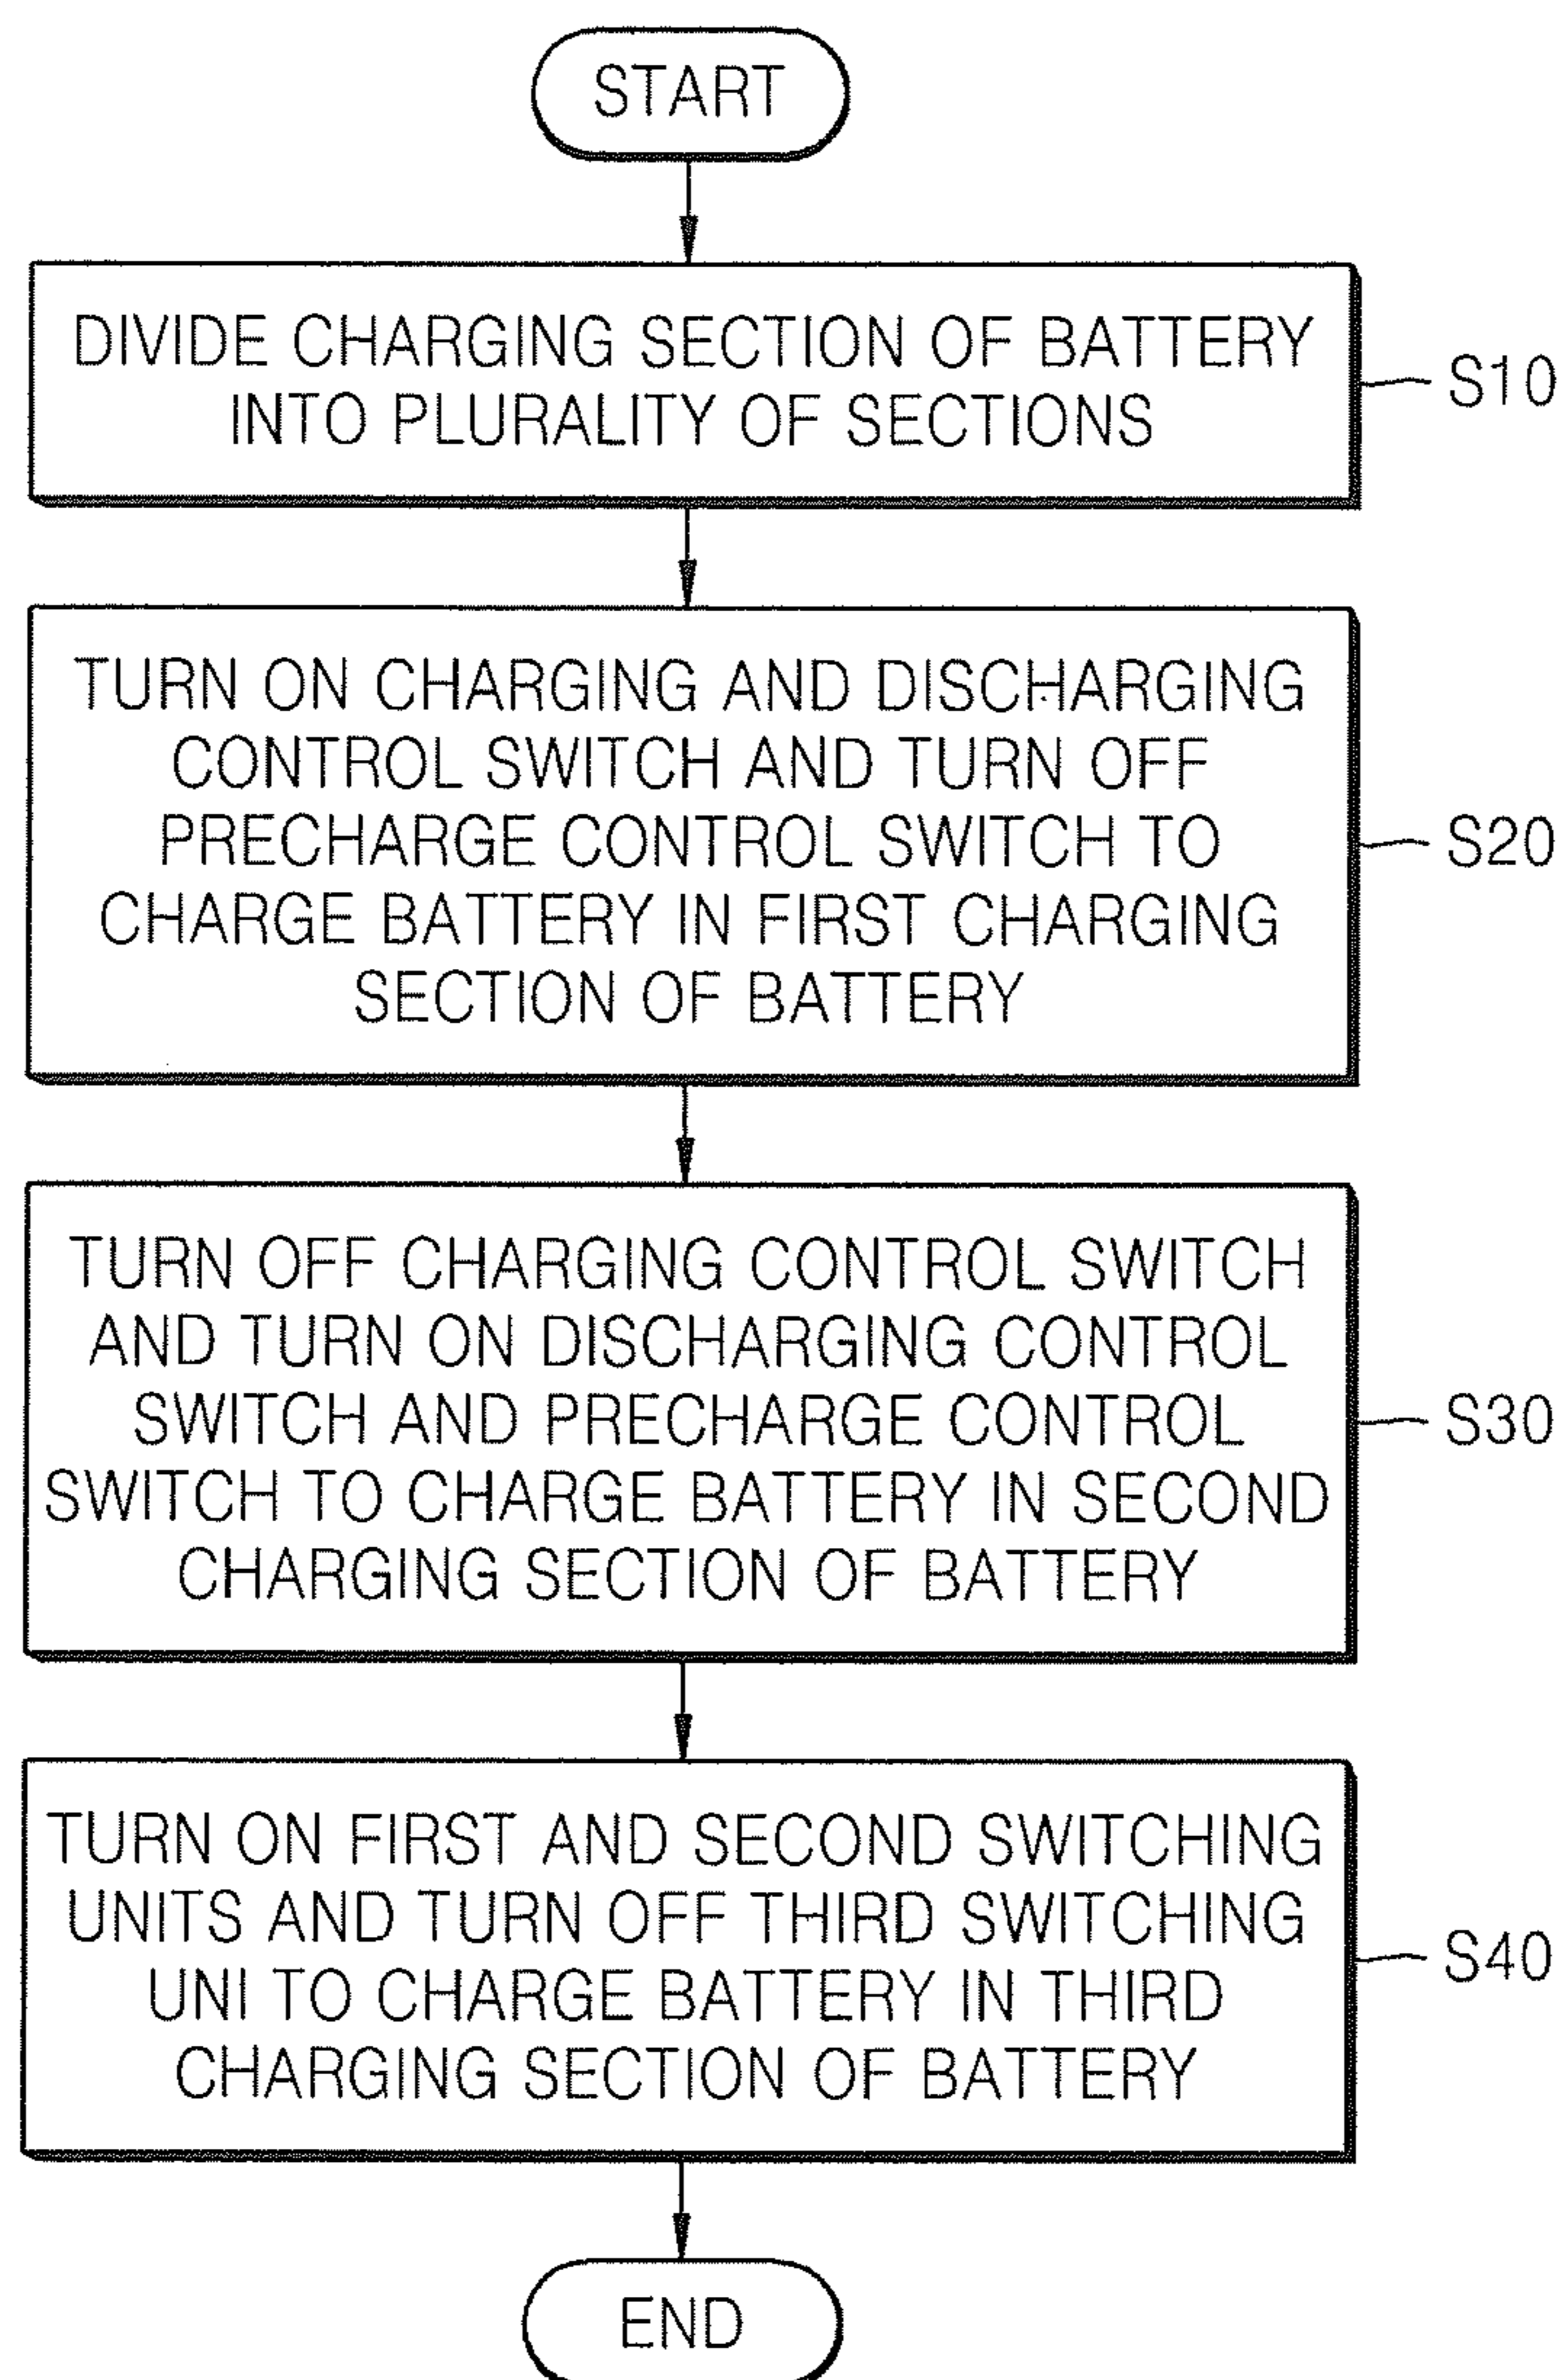 START
DIVIDE CHARGING SECTION OF BATTERY
INTO PLURALITY OF SECTIONS
S10
TURN ON CHARGING AND DISCHARGING
CONTROL SWITCH AND TURN OFF
PRECHARGE CONTROL SWITCH TO
CHARGE BATTERY IN FIRST CHARGING
SECTION OF BATTERY
S20
TURN OFF CHARGING CONTROL SWITCH
AND TURN ON DISCHARGING CONTROL
SWITCH AND PRECHARGE CONTROL
SWITCH TO CHARGE BATTERY IN SECOND
CHARGING SECTION OF BATTERY
S30
TURN ON FIRST AND SECOND SWITCHING
UNITS AND TURN OFF THIRD SWITCHING
UNI TO CHARGE BATTERY IN THIRD
CHARGING SECTION OF BATTERY
S40
END